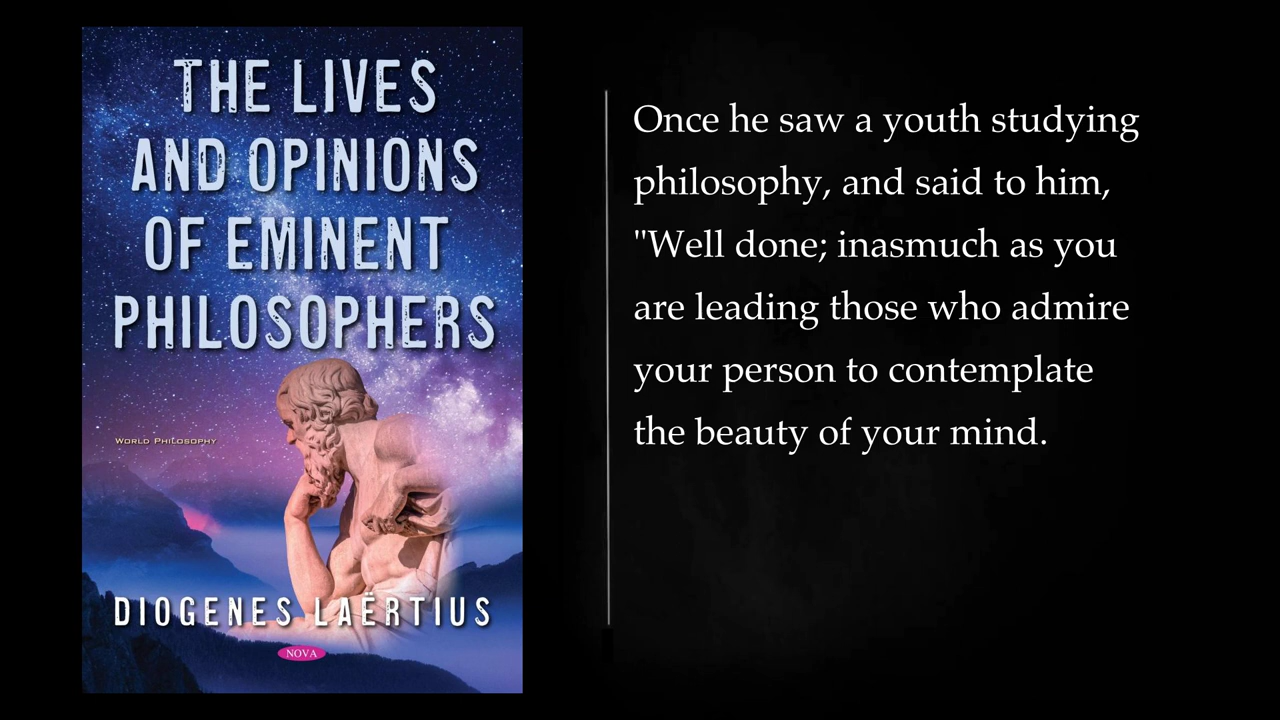 THE LIVES
AND OPINIONS
OF EMINENT
PHILOSOPHERS
WORLD PHILOSOPHY
DIOGENES LAËRTIUS
NOVA
Once he saw a youth studying
philosophy, and said to him,
"Well done; inasmuch as you
are leading those who admire
your person to contemplate
the beauty of your mind.